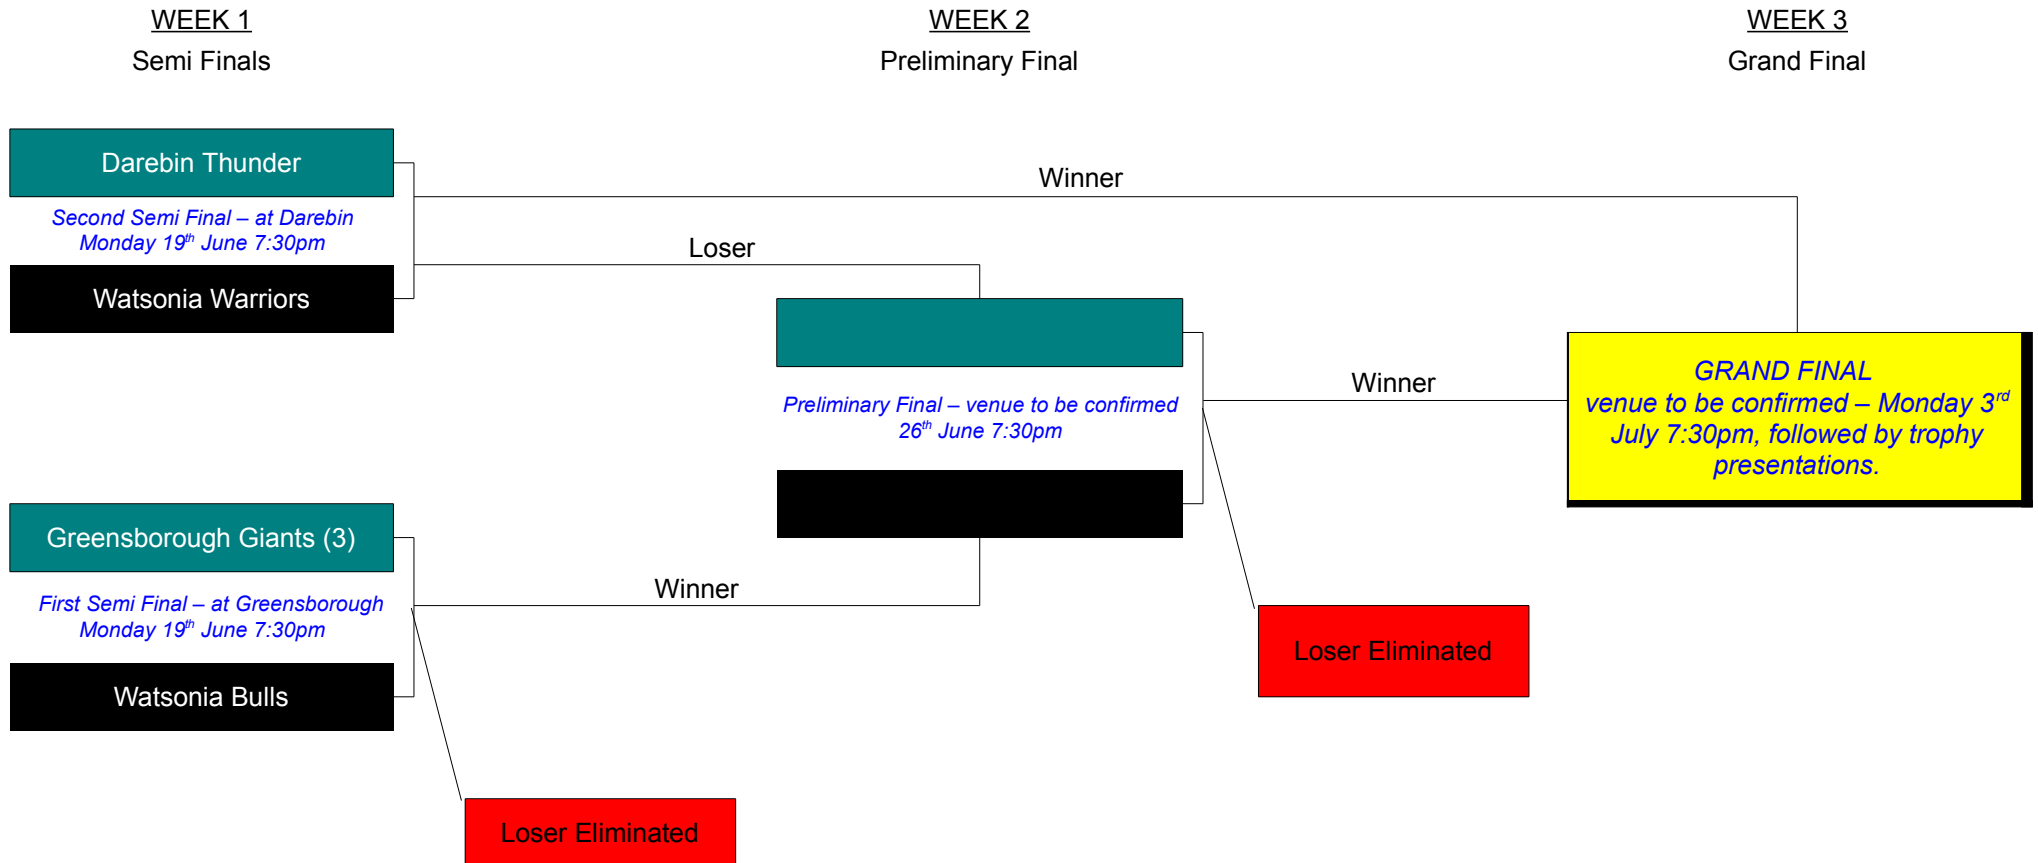 WEEK 1
Semi Finals
WEEK 2
Preliminary Final
WEEK 3
Grand Final
Darebin Thunder
Second Semi Final – at Darebin
Monday 19th June 7:30pm
Watsonia Warriors
Winner
Loser
Preliminary Final – venue to be confirmed
26th June 7:30pm
Winner
GRAND FINAL
venue to be confirmed – Monday 3rd
July 7:30pm, followed by trophy
presentations.
Greensborough Giants (3)
First Semi Final – at Greensborough
Monday 19th June 7:30pm
Watsonia Bulls
Winner
Loser Eliminated
Loser Eliminated